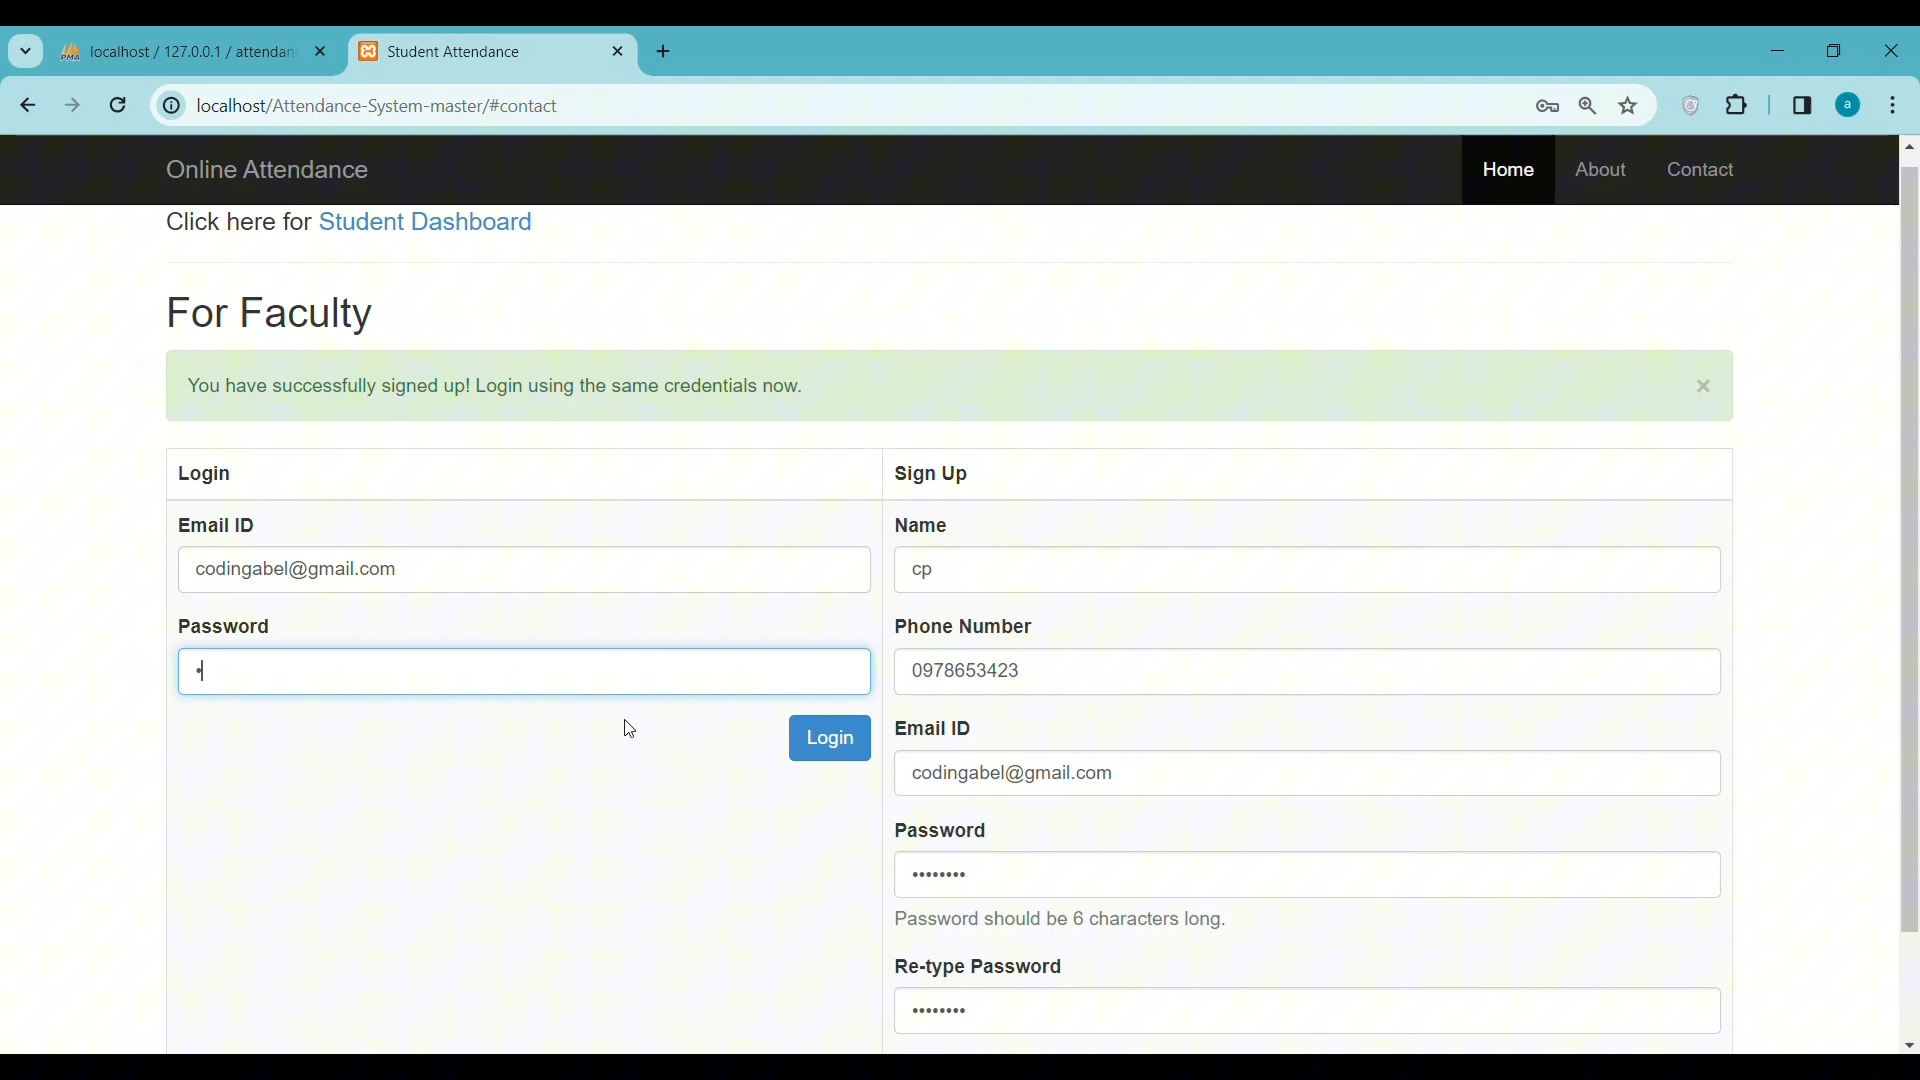 localhost / 127.0.0.1 / attendan
Student Attendance
localhost/Attendance-System-master/#contact
a
Online Attendance
Home
About
Contact
Click here for Student Dashboard
For Faculty
You have successfully signed up! Login using the same credentials now.
×
Login
Sign Up
Email ID
codingabel@gmail.com
Password
•
Login
Name
cp
Phone Number
0978653423
Email ID
codingabel@gmail.com
Password
••••••••
Password should be 6 characters long.
Re-type Password
••••••••